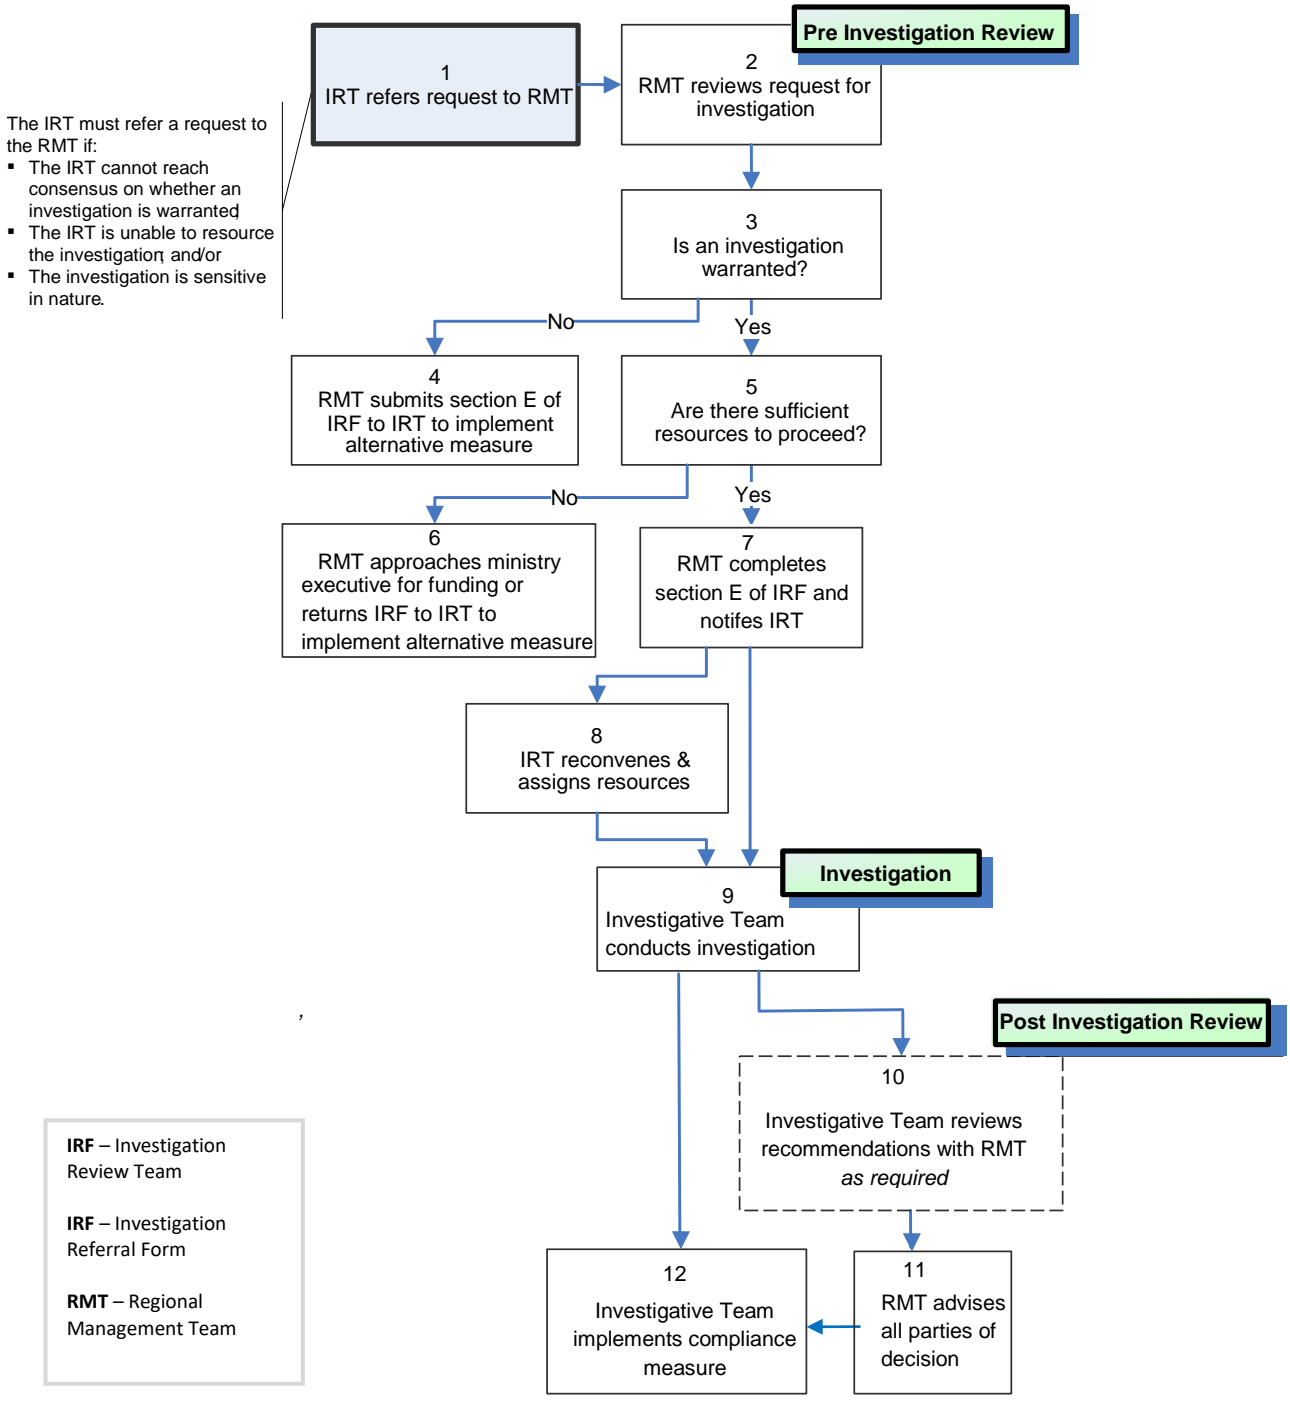 Pre Investigation Review
1
IRT refers request to RMT
2
RMT reviews request for
investigation
The IRT must refer a request to
the RMT if:
▪ The IRT cannot reach
consensus on whether an
investigation is warranted;
▪ The IRT is unable to resource
the investigation; and/or
▪ The investigation is sensitive
in nature.
3
Is an investigation
warranted?
No
Yes
4
RMT submits section E of
IRF to IRT to implement
alternative measure
5
Are there sufficient
resources to proceed?
No
Yes
6
RMT approaches ministry
executive for funding or
returns IRF to IRT to
implement alternative measure
7
RMT completes
section E of IRF and
notifes IRT
8
IRT reconvenes &
assigns resources
Investigation
9
Investigative Team
conducts investigation
,
Post Investigation Review
10
Investigative Team reviews
recommendations with RMT
as required
11
RMT advises
all parties of
decision
12
Investigative Team
implements compliance
measure
IRF – Investigation
Review Team
IRF – Investigation
Referral Form
RMT – Regional
Management Team